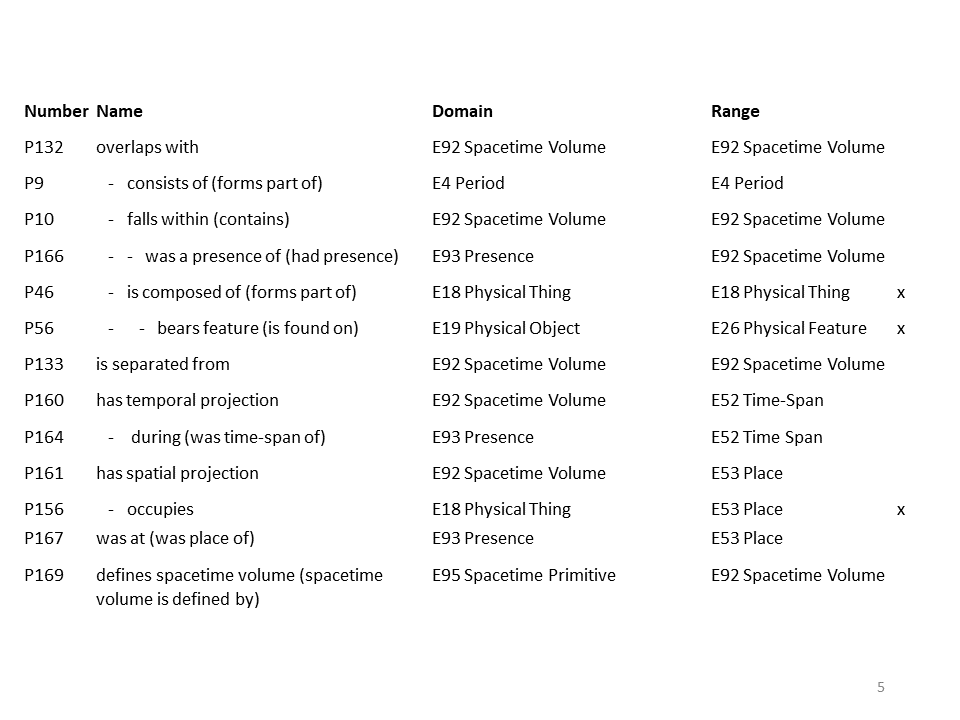 Number Name Domain Range
P132 overlaps with E92 Spacetime Volume E92 Spacetime Volume
P9 - consists of (forms part of) E4 Period E4 Period
P10 - falls within (contains) E92 Spacetime Volume E92 Spacetime Volume
P166 - - was a presence of (had presence) E93 Presence E92 Spacetime Volume
P46 - is composed of (forms part of) E18 Physical Thing E18 Physical Thing x
P56 - - bears feature (is found on) E19 Physical Object E26 Physical Feature x
P133 is separated from E92 Spacetime Volume E92 Spacetime Volume
P160 has temporal projection E92 Spacetime Volume E52 Time-Span
P164 - during (was time-span of) E93 Presence E52 Time Span
P161 has spatial projection E92 Spacetime Volume E53 Place
P156 - occupies E18 Physical Thing E53 Place x
P167 was at (was place of) E93 Presence E53 Place
P169 defines spacetime volume (spacetime E95 Spacetime Primitive E92 Spacetime Volume
volume is defined by)
5